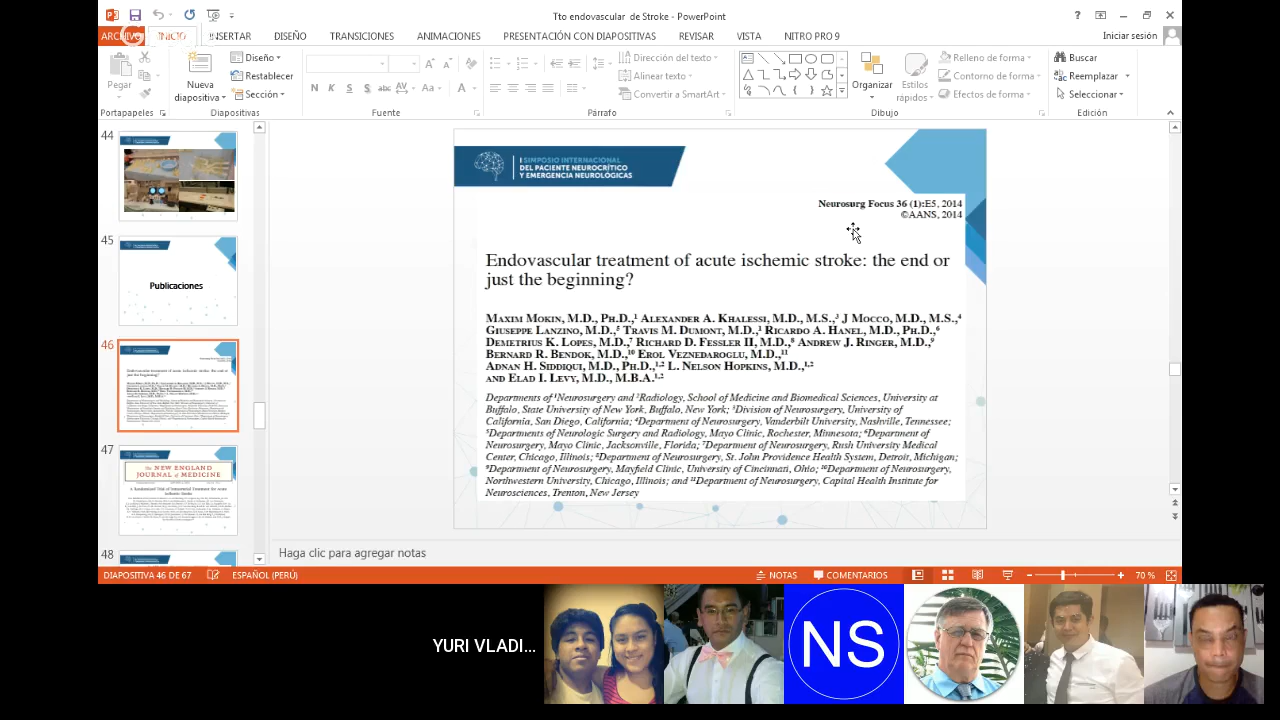 Tto endovascular de Stroke - PowerPoint
ARCHIVO INICIO INSERTAR DISEÑO TRANSICIONES ANIMACIONES PRESENTACIÓN CON DIAPOSITIVAS REVISAR VISTA NITRO PRO 9 Iniciar sesión
Pegar
Nueva diapositiva
Diseño
Restablecer
Sección
N K S S abc AV Aa A
Dirección del texto
Alinear texto
Convertir a SmartArt
Organizar
Estilos rápidos
Relleno de forma
Contorno de forma
Efectos de forma
Buscar
Reemplazar
Seleccionar
Portapapeles Diapositivas Fuente Párrafo Dibujo Edición
44
45
Publicaciones
46
47
the NEW ENGLAND
JOURNAL of MEDICINE
48
I SIMPOSIO INTERNACIONAL
DEL PACIENTE NEUROCRÍTICO
Y EMERGENCIA NEUROLÓGICAS
Neurosurg Focus 36 (1):E5, 2014
©AANS, 2014
Endovascular treatment of acute ischemic stroke: the end or
just the beginning?
Maxim Mokin, M.D., Ph.D.,1 Alexander A. Khalessi, M.D., M.S.,3 J Mocco, M.D., M.S.,4
Giuseppe Lanzino, M.D.,5 Travis M. Dumont, M.D.,1 Ricardo A. Hanel, M.D., Ph.D.,6
Demetrius K. Lopes, M.D.,7 Richard D. Fessler II, M.D.,8 Andrew J. Ringer, M.D.,9
Bernard R. Bendok, M.D.,10 Erol Veznedaroglu, M.D.,11
Adnan H. Siddiqui, M.D., Ph.D.,1,2 L. Nelson Hopkins, M.D.,1,2
and Elad I. Levy, M.D., M.B.A.1,2
Departments of 1Neurosurgery and 2Radiology, School of Medicine and Biomedical Sciences, University at
Buffalo, State University of New York, Buffalo, New York; 3Division of Neurosurgery, University of
California, San Diego, California; 4Department of Neurosurgery, Vanderbilt University, Nashville, Tennessee;
5Departments of Neurologic Surgery and Radiology, Mayo Clinic, Rochester, Minnesota; 6Department of
Neurosurgery, Mayo Clinic, Jacksonville, Florida; 7Department of Neurosurgery, Rush University Medical
Center, Chicago, Illinois; 8Department of Neurosurgery, St. John Providence Health System, Detroit, Michigan;
9Department of Neurosurgery, Mayfield Clinic, University of Cincinnati, Ohio; 10Department of Neurosurgery,
Northwestern University, Chicago, Illinois; and 11Department of Neurosurgery, Capital Health Institute for
Neurosciences, Trenton, New Jersey
Haga clic para agregar notas
DIAPOSITIVA 46 DE 67 ESPAÑOL (PERÚ) NOTAS COMENTARIOS 70 %
YURI VLADI...
NS